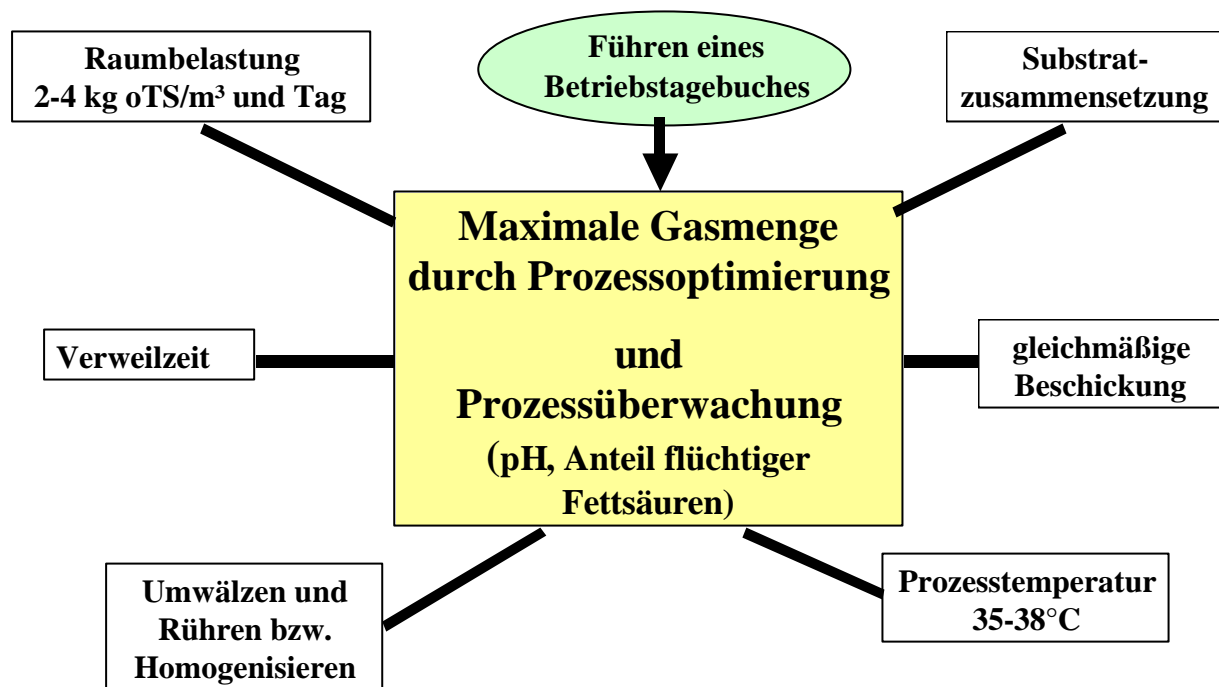 Raumbelastung
2-4 kg oTS/m³ und Tag
Führen eines
Betriebstagebuches
Substrat-
zusammensetzung
Maximale Gasmenge
durch Prozessoptimierung
und
Prozessüberwachung
(pH, Anteil flüchtiger
Fettsäuren)
Verweilzeit
gleichmäßige
Beschickung
Umwälzen und
Rühren bzw.
Homogenisieren
Prozesstemperatur
35-38°C